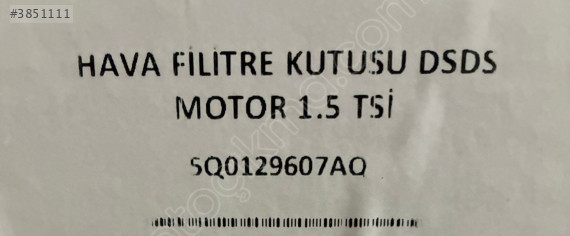 #3851111
HAVA FİLİTRE KUTUSU DSDS
MOTOR 1.5 TSİ
5Q0129607AQ